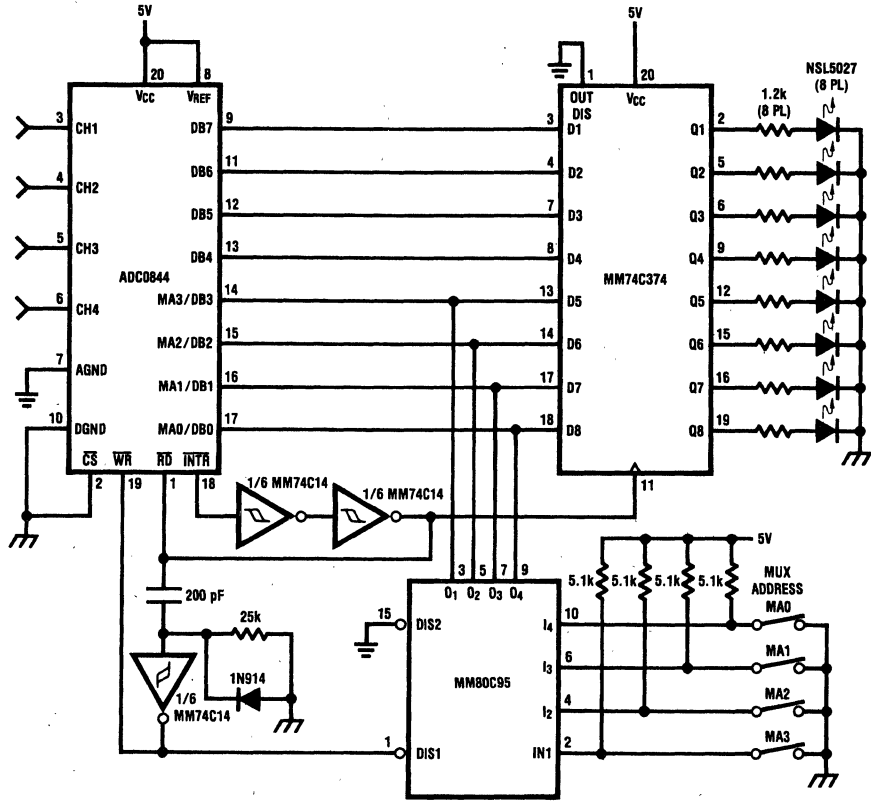 5V
5V
20
8
VCC
VREF
1
20
OUT
DIS
VCC
NSL5027
(8 PL)
1.2k
(8 PL)
3
CH1
DB7
9
3
D1
Q1
2
4
CH2
DB6
11
4
D2
Q2
5
DB5
12
7
D3
Q3
6
5
CH3
DB4
13
8
D4
Q4
9
ADC0844
MM74C374
6
CH4
MA3/DB3
14
13
D5
Q5
12
MA2/DB2
15
14
D6
Q6
15
7
AGND
MA1/DB1
16
17
D7
Q7
16
10
DGND
MA0/DB0
17
18
D8
Q8
19
CS
WR
RD
INTR
2
19
1
18
11
1/6 MM74C14
1/6 MM74C14
5V
3
5
7
9
O1
O2
O3
O4
5.1k
5.1k
5.1k
5.1k
MUX
ADDRESS
200 pF
15
DIS2
I4
10
MA0
25k
1N914
MM80C95
I3
6
MA1
1/6
MM74C14
I2
4
MA2
1
DIS1
IN1
2
MA3